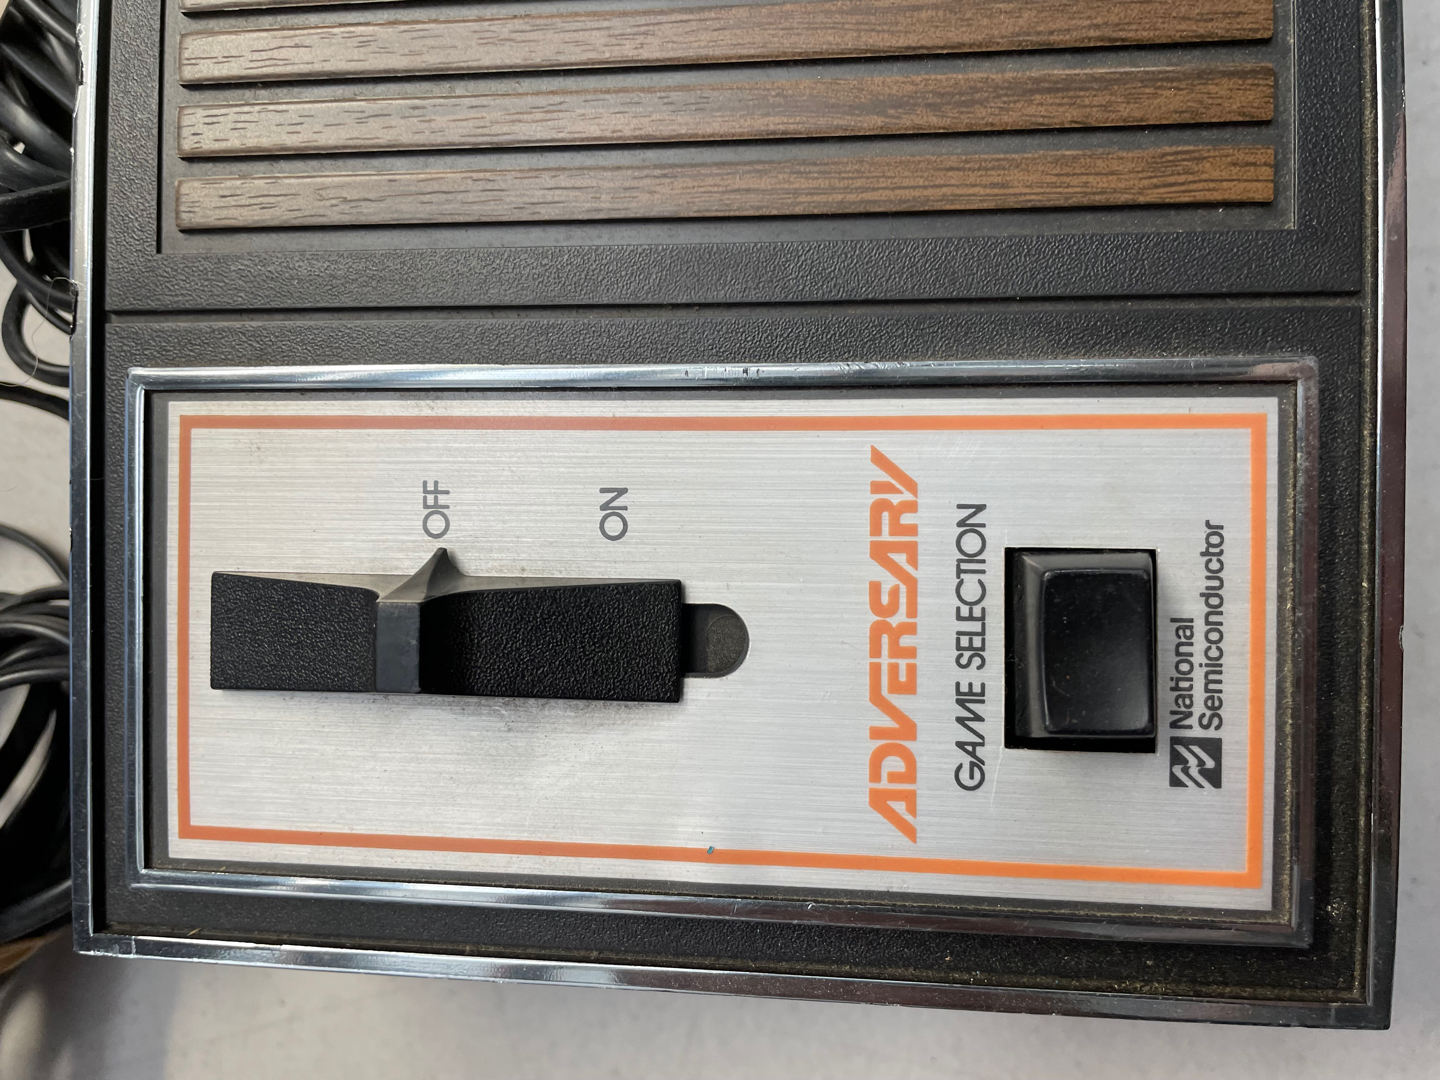 OFF
ON
ADVERSARY
GAME SELECTION
National
Semiconductor